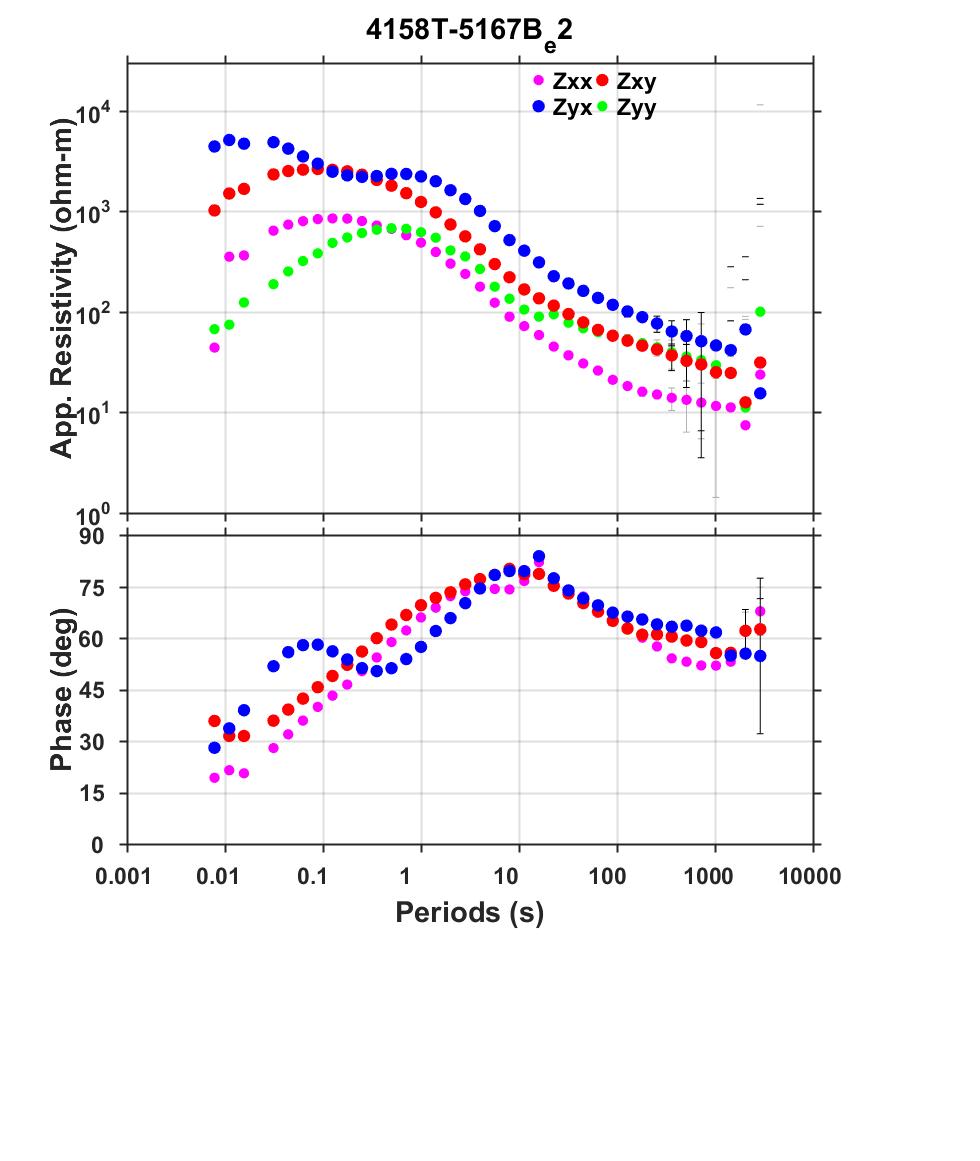 4158T-5167Be2
Zxx Zxy
Zyx Zyy
App. Resistivity (ohm-m)
10^4
10^3
10^2
10^1
10^0
Phase (deg)
90
75
60
45
30
15
0
0.001 0.01 0.1 1 10 100 1000 10000
Periods (s)